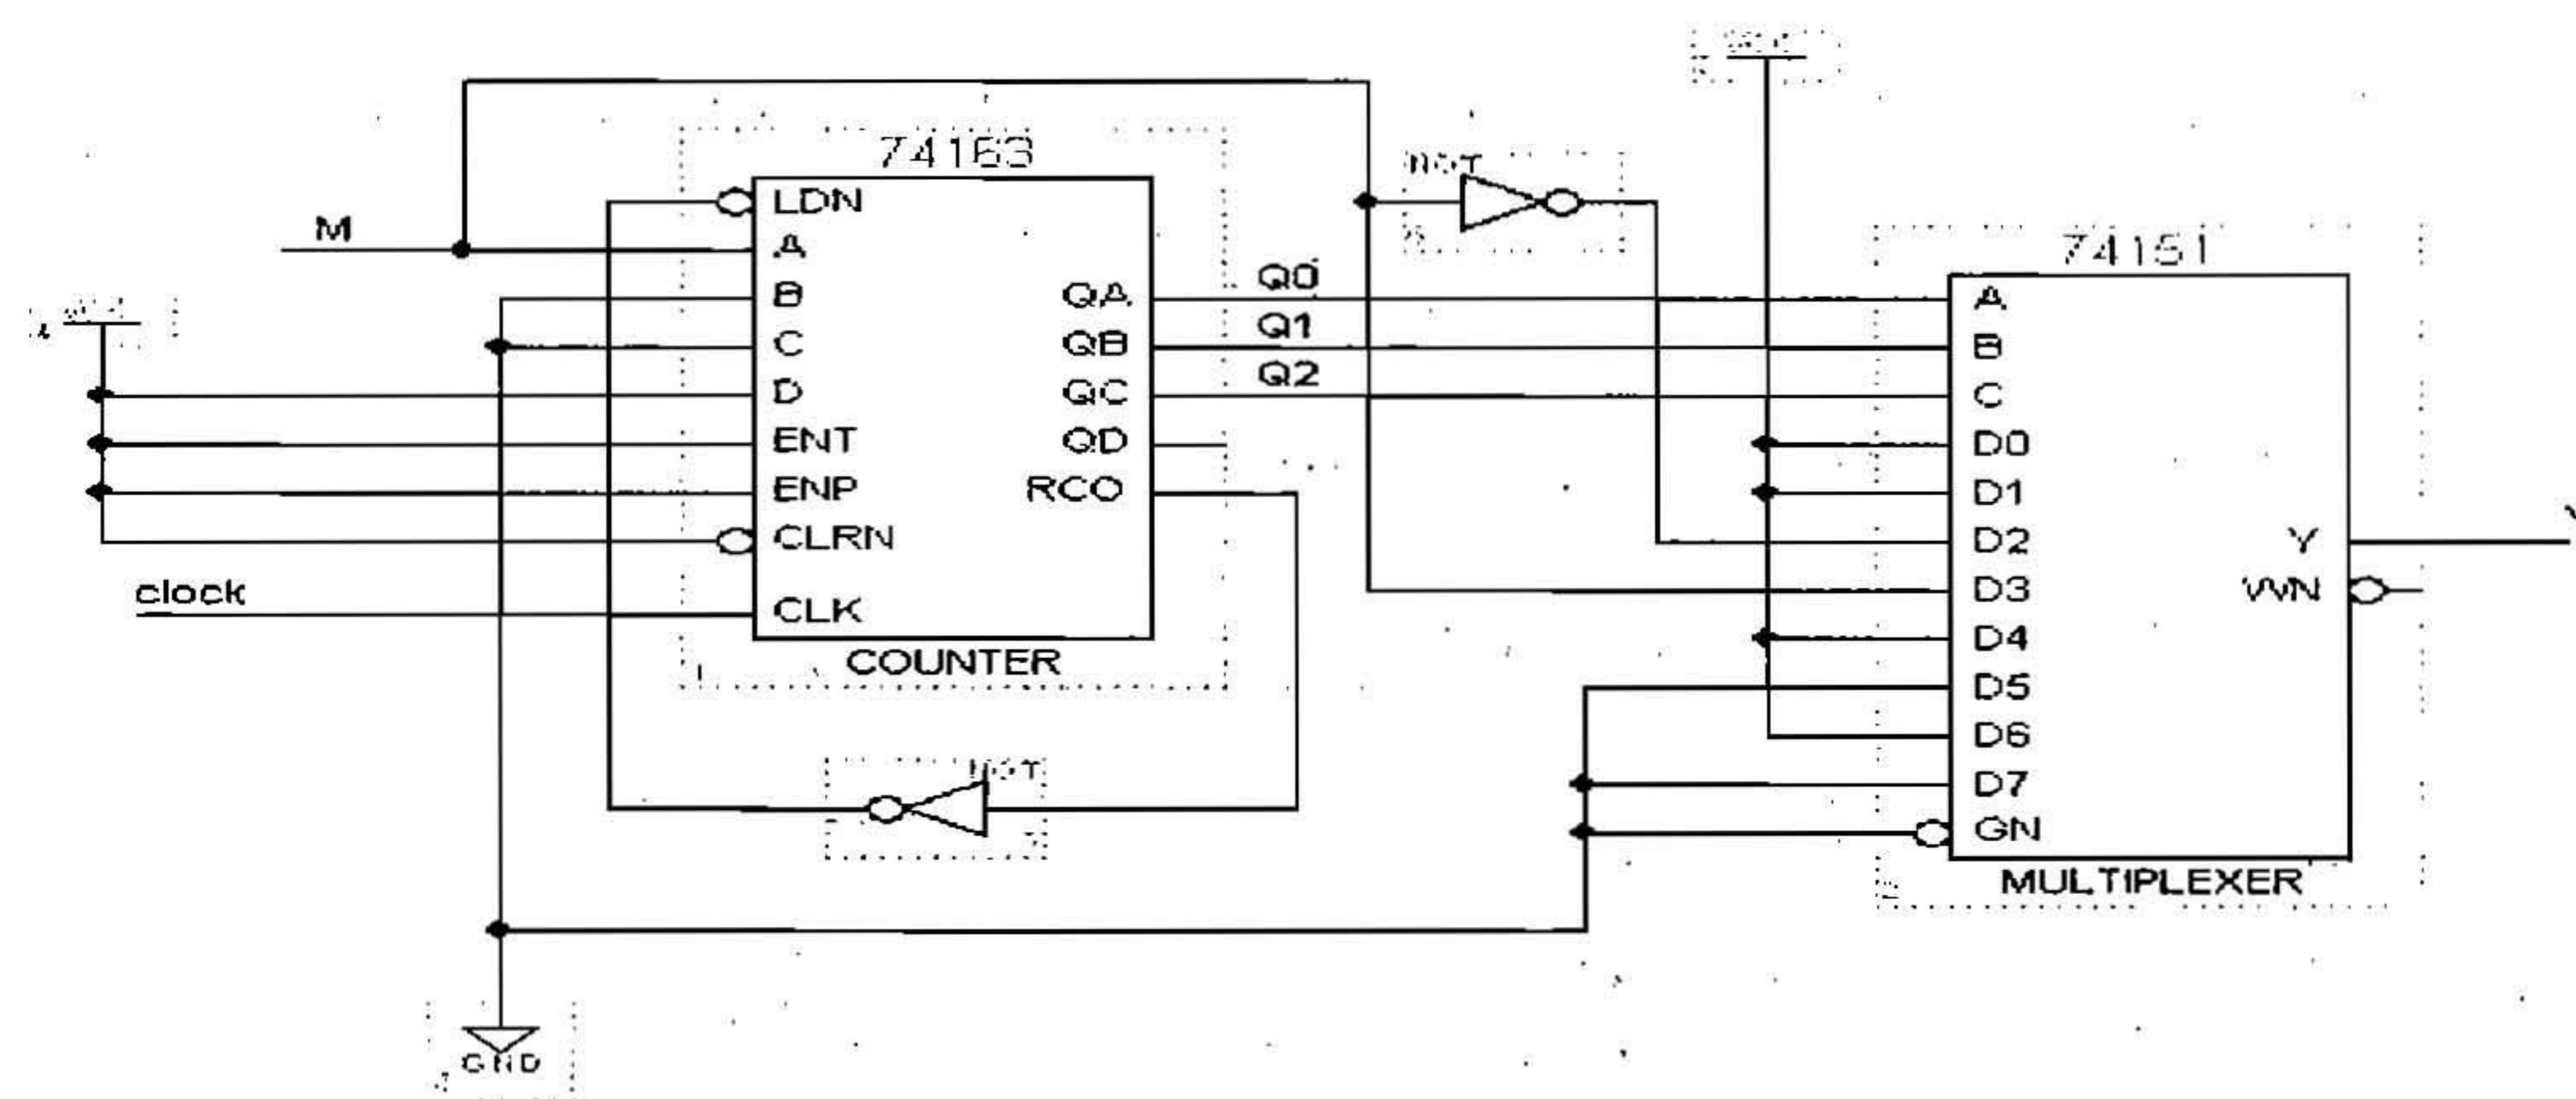 74163
NOT
74151
M
LDN
A
B
C
D
ENT
ENP
CLRN
CLK
QA
QB
QC
QD
RCO
Q0
Q1
Q2
clock
COUNTER
NOT
A
B
C
D0
D1
D2
D3
D4
D5
D6
D7
GN
Y
WN
MULTIPLEXER
GND